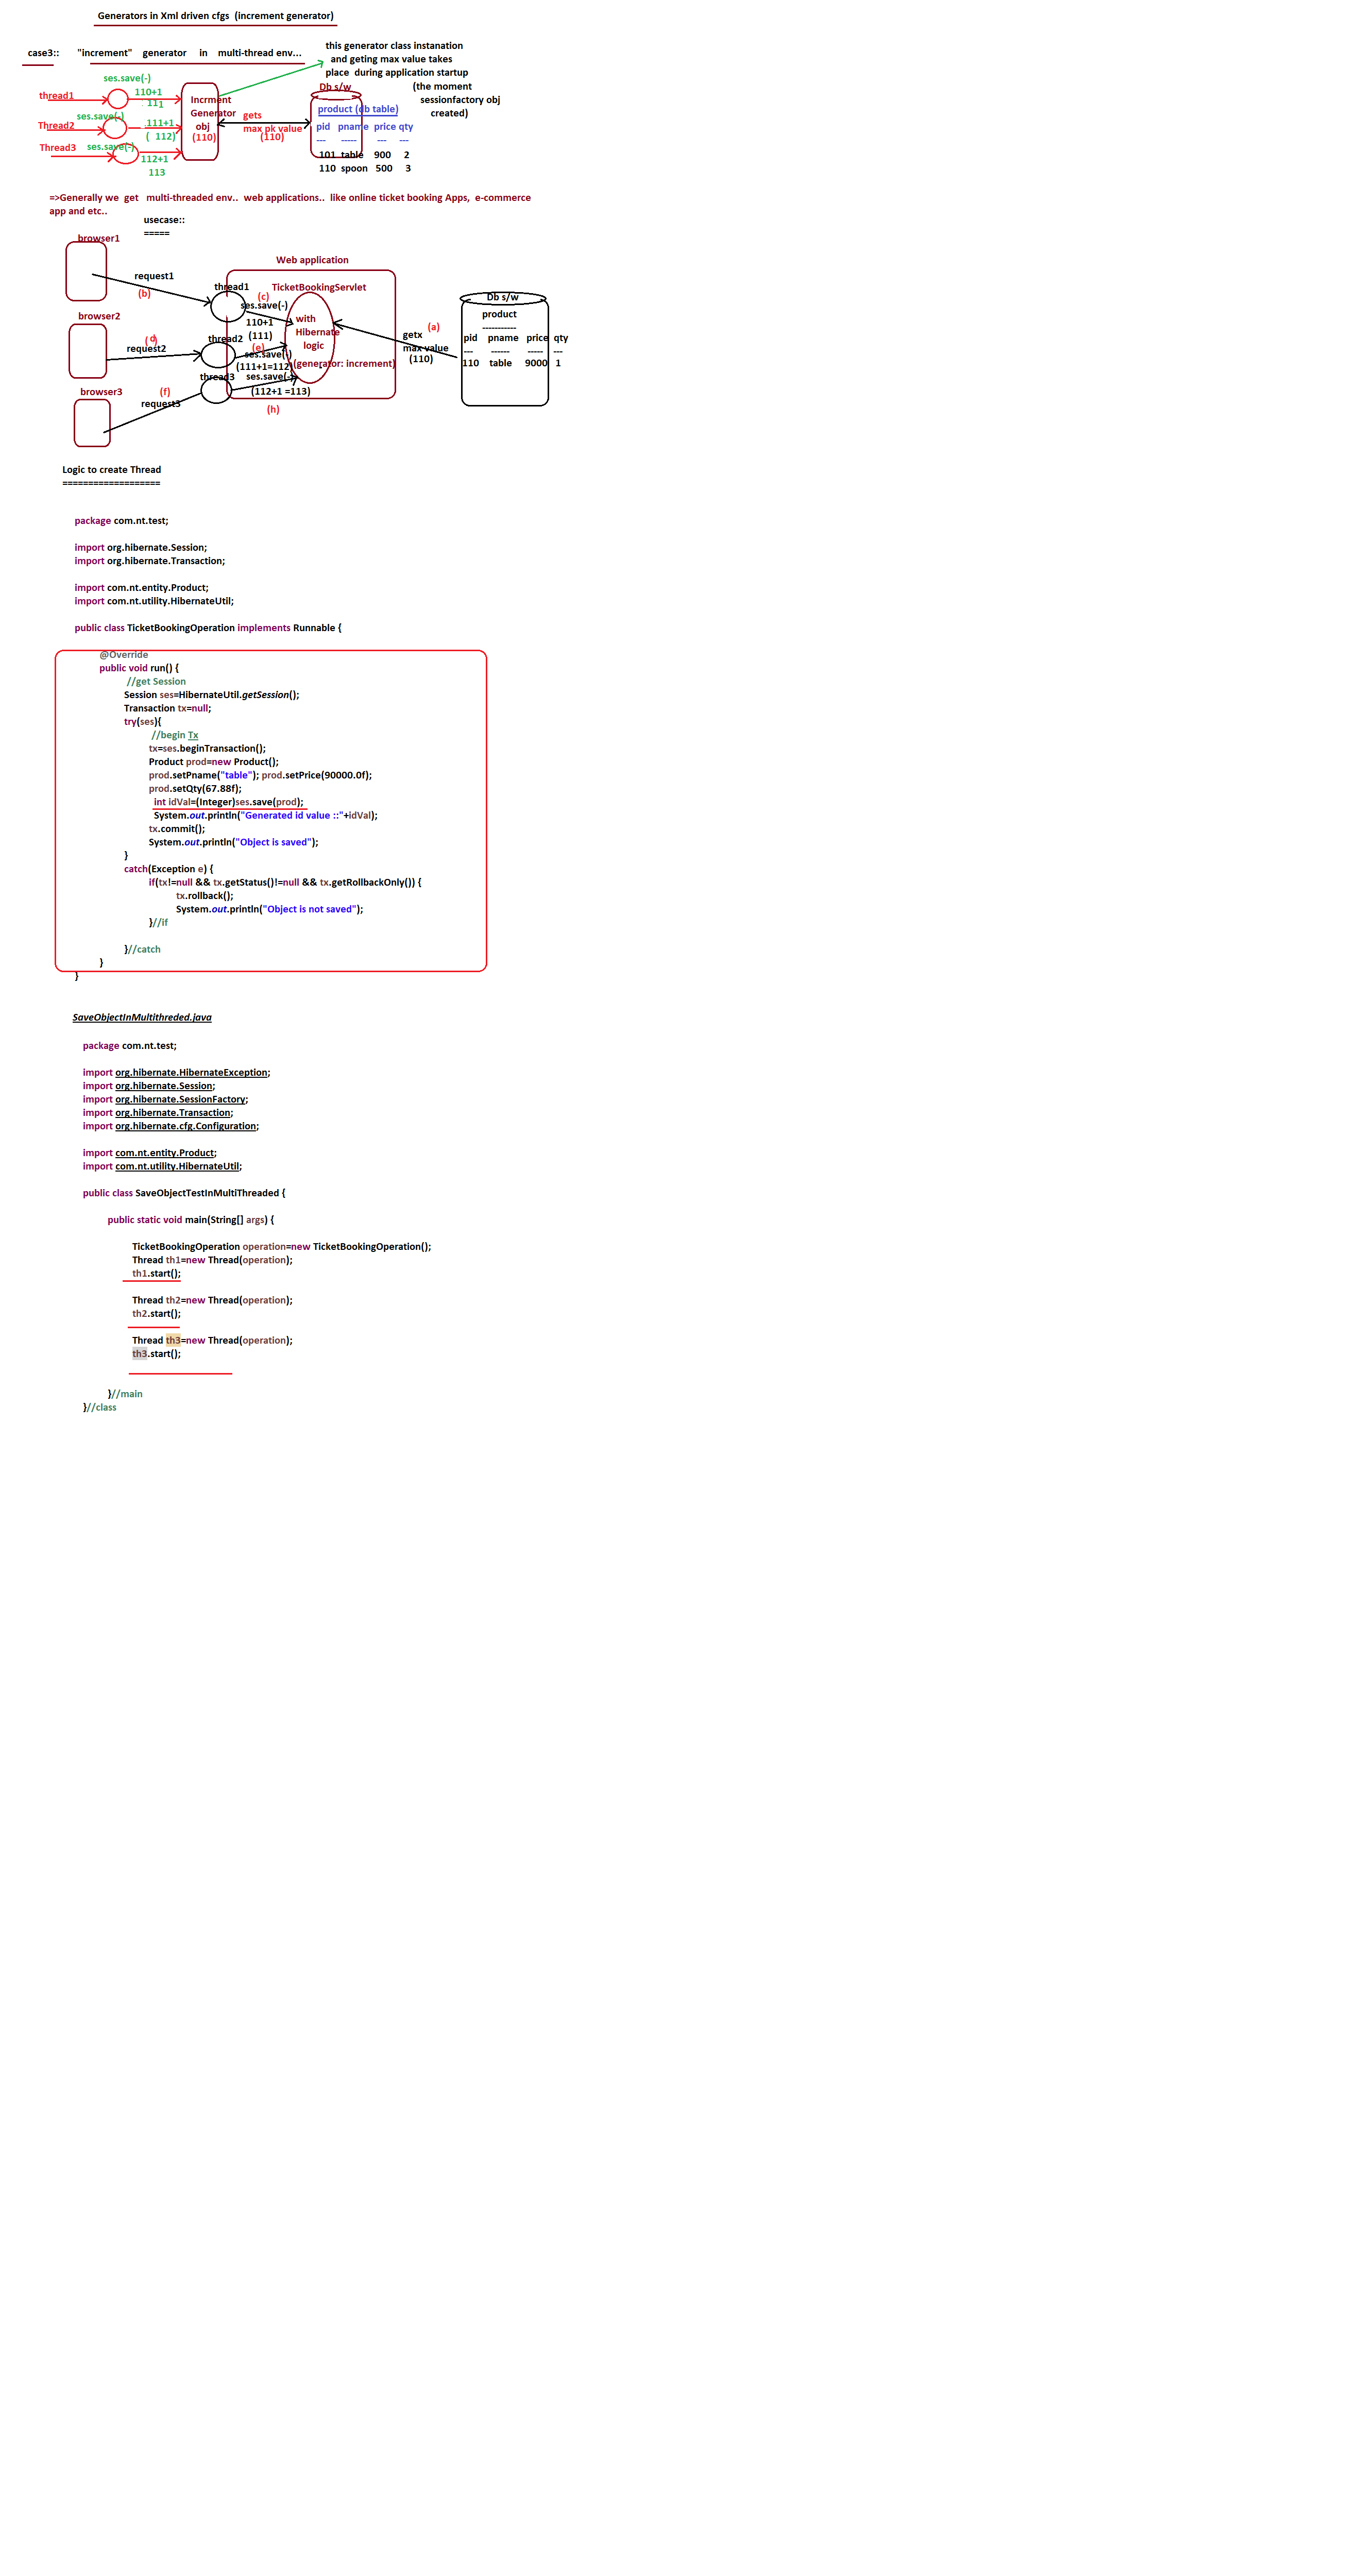 Generators in Xml driven cfgs  (increment generator)
case3::  "increment"  generator  in  multi-thread env...
this generator class instanation
and geting max value takes
place  during application startup
(the moment
sessionfactory obj
created)
ses.save(-)
thread1
110+1
111
ses.save(-)
Thread2
111+1
( 112)
Thread3
ses.save(-)
112+1
113
Incrment
Generator
obj
(110)
gets
max pk value
(110)
Db s/w
product (db table)
pid  pname  price qty
---  -----  ---  ---
101  table  900  2
110  spoon  500  3
=>Generally we  get  multi-threaded env..  web applications..  like online ticket booking Apps,  e-commerce
app and etc..
usecase::
=====
browser1
request1
(b)
browser2
(d)
request2
browser3
(f)
request3
Web application
thread1
TicketBookingServlet
(c)
ses.save(-)
110+1
(111)
thread2
(e)
ses.save(-)
(111+1=112)
thread3
ses.save(-)
(112+1 =113)
(h)
with
Hibernate
logic
(generator: increment)
(a)
getx
max value
(110)
Db s/w
product
-----------
pid  pname  price  qty
---  ------  -----  ---
110  table  9000  1
Logic to create Thread
===================
package com.nt.test;
import org.hibernate.Session;
import org.hibernate.Transaction;
import com.nt.entity.Product;
import com.nt.utility.HibernateUtil;
public class TicketBookingOperation implements Runnable {
@Override
public void run() {
//get Session
Session ses=HibernateUtil.getSession();
Transaction tx=null;
try(ses){
//begin Tx
tx=ses.beginTransaction();
Product prod=new Product();
prod.setPname("table"); prod.setPrice(90000.0f);
prod.setQty(67.88f);
int idVal=(Integer)ses.save(prod);
System.out.println("Generated id value ::"+idVal);
tx.commit();
System.out.println("Object is saved");
}
catch(Exception e) {
if(tx!=null && tx.getStatus()!=null && tx.getRollbackOnly()) {
tx.rollback();
System.out.println("Object is not saved");
}//if
}//catch
}
}
SaveObjectInMultithreded.java
package com.nt.test;
import org.hibernate.HibernateException;
import org.hibernate.Session;
import org.hibernate.SessionFactory;
import org.hibernate.Transaction;
import org.hibernate.cfg.Configuration;
import com.nt.entity.Product;
import com.nt.utility.HibernateUtil;
public class SaveObjectTestInMultiThreaded {
public static void main(String[] args) {
TicketBookingOperation operation=new TicketBookingOperation();
Thread th1=new Thread(operation);
th1.start();
Thread th2=new Thread(operation);
th2.start();
Thread th3=new Thread(operation);
th3.start();
}//main
}//class